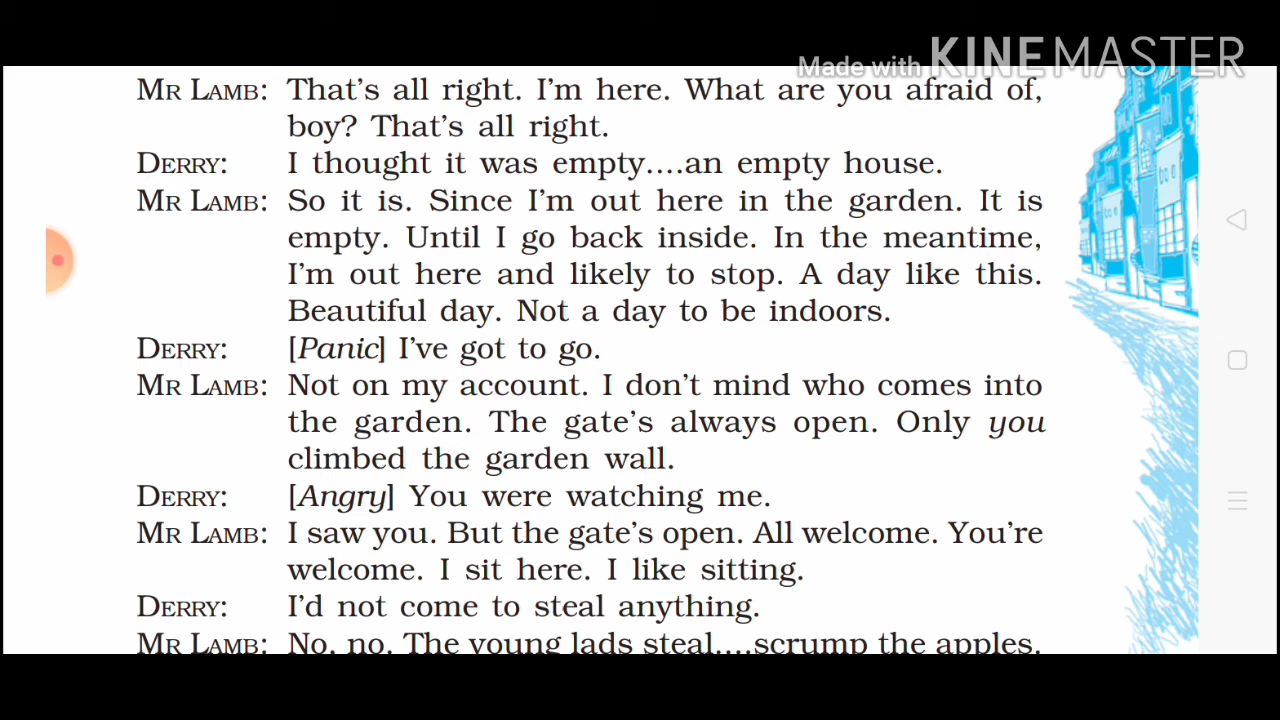 Made with KINEMASTER
MR LAMB: That's all right. I'm here. What are you afraid of,
boy? That's all right.
DERRY: I thought it was empty....an empty house.
MR LAMB: So it is. Since I'm out here in the garden. It is
empty. Until I go back inside. In the meantime,
I'm out here and likely to stop. A day like this.
Beautiful day. Not a day to be indoors.
DERRY: [Panic] I've got to go.
MR LAMB: Not on my account. I don't mind who comes into
the garden. The gate's always open. Only you
climbed the garden wall.
DERRY: [Angry] You were watching me.
MR LAMB: I saw you. But the gate's open. All welcome. You're
welcome. I sit here. I like sitting.
DERRY: I'd not come to steal anything.
MR LAMB: No, no. The young lads steal....scrump the apples.